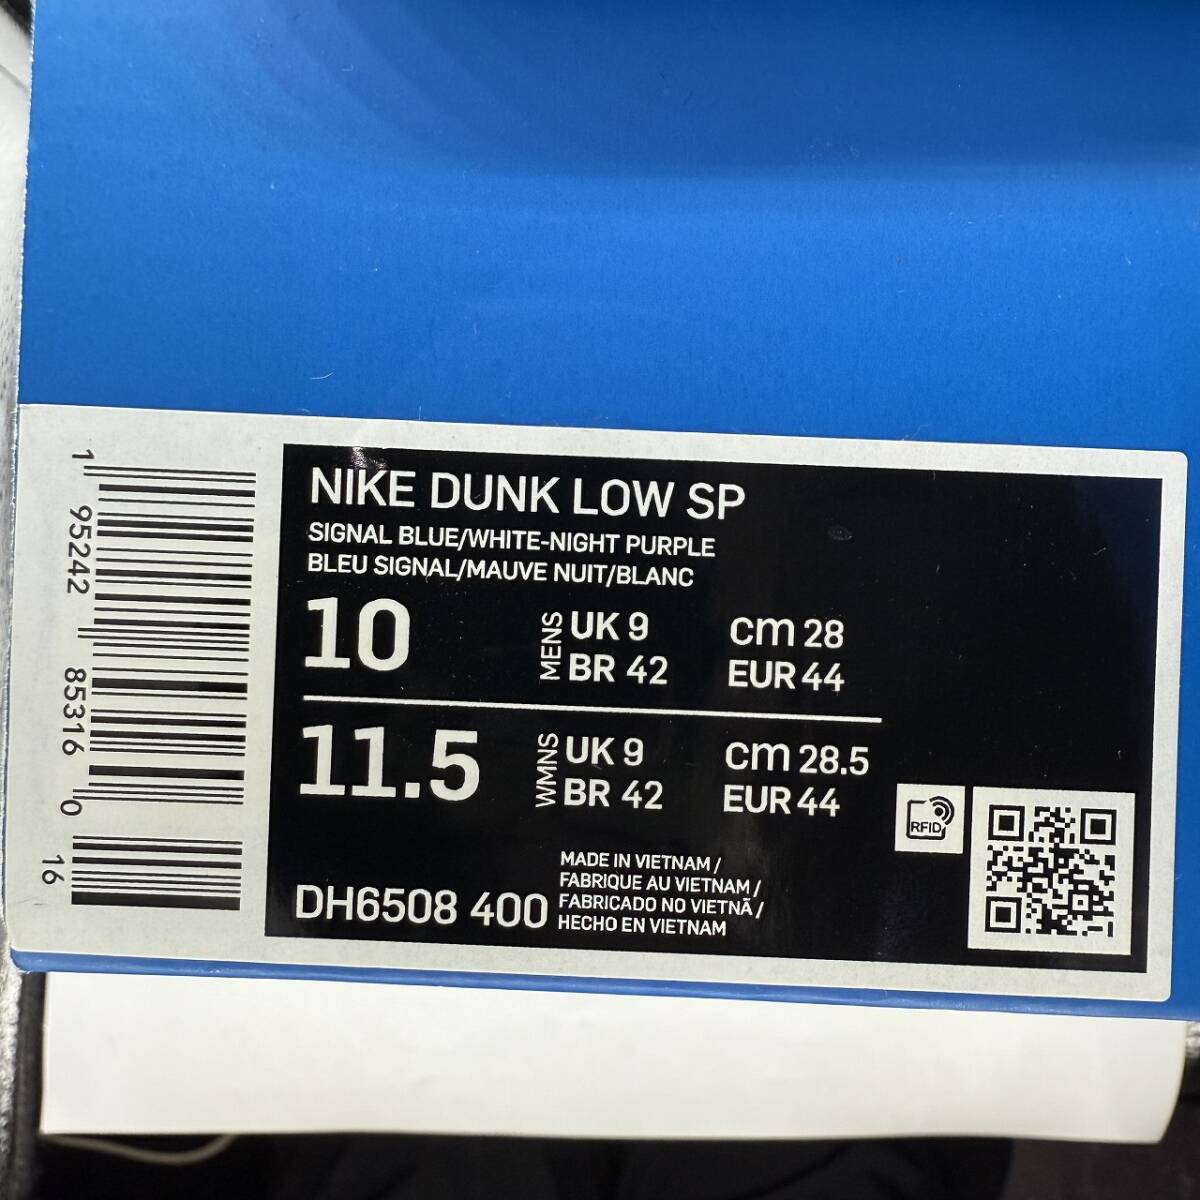 NIKE DUNK LOW SP
SIGNAL BLUE/WHITE-NIGHT PURPLE
BLEU SIGNAL/MAUVE NUIT/BLANC
10
MENS
UK 9
cm 28
BR 42
EUR 44
11.5
WMNS
UK 9
cm 28.5
BR 42
EUR 44
RFID
DH6508 400
MADE IN VIETNAM /
FABRIQUE AU VIETNAM /
FABRICADO NO VIETNÃ /
HECHO EN VIETNAM
1 95242 85316 0
16